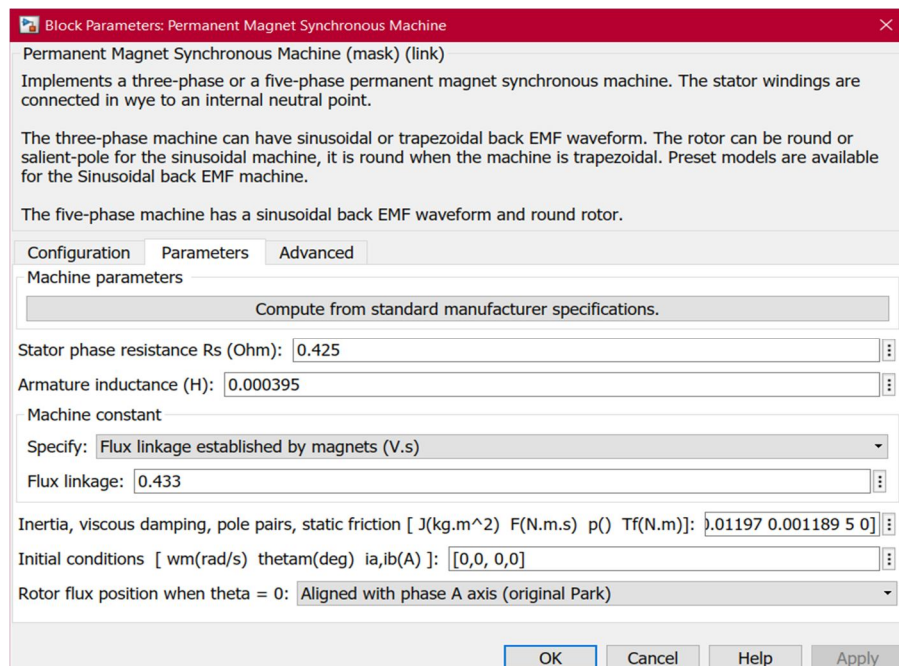 Block Parameters: Permanent Magnet Synchronous Machine
Permanent Magnet Synchronous Machine (mask) (link)
Implements a three-phase or a five-phase permanent magnet synchronous machine. The stator windings are
connected in wye to an internal neutral point.
The three-phase machine can have sinusoidal or trapezoidal back EMF waveform. The rotor can be round or
salient-pole for the sinusoidal machine, it is round when the machine is trapezoidal. Preset models are available
for the Sinusoidal back EMF machine.
The five-phase machine has a sinusoidal back EMF waveform and round rotor.
Configuration Parameters Advanced
Machine parameters
Compute from standard manufacturer specifications.
Stator phase resistance Rs (Ohm): 0.425
Armature inductance (H): 0.000395
Machine constant
Specify: Flux linkage established by magnets (V.s)
Flux linkage: 0.433
Inertia, viscous damping, pole pairs, static friction [ J(kg.m^2) F(N.m.s) p() Tf(N.m)]: 0.01197 0.001189 5 0]
Initial conditions [ wm(rad/s) thetam(deg) ia,ib(A) ]: [0,0, 0,0]
Rotor flux position when theta = 0: Aligned with phase A axis (original Park)
OK Cancel Help Apply